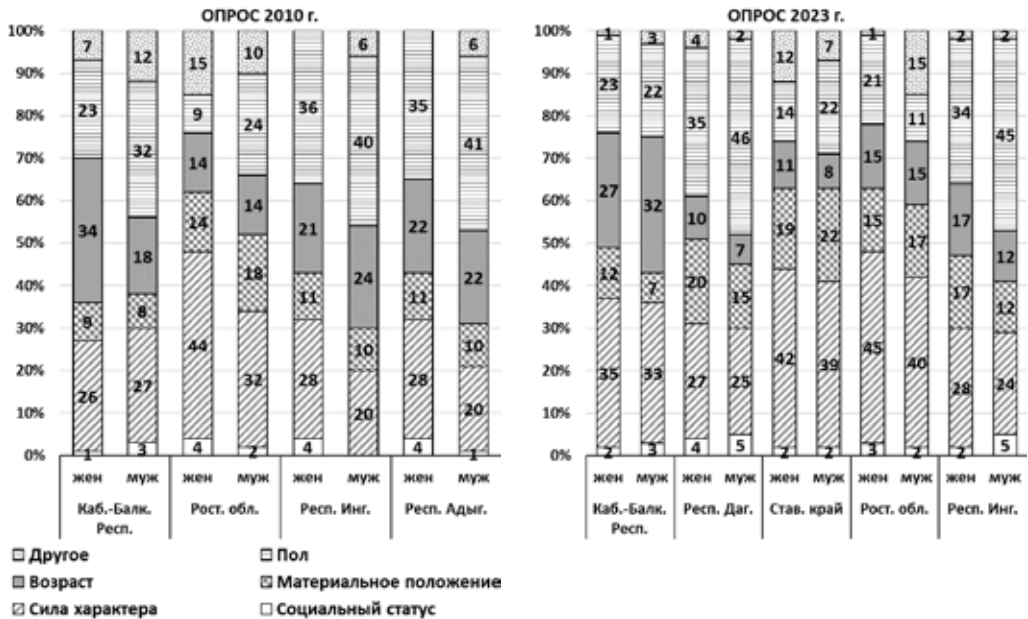 ОПРОС 2010 г.
100%
90%
80%
70%
60%
50%
40%
30%
20%
10%
0%
7 12 15 10 6 6
23 32 9 24 36 40 35 41
34 18 14 14 21 24 22 22
9 8 14 18 11 10 11 10
26 27 44 32 28 20 28 20
1 3 4 2 4 4 1
жен муж жен муж жен муж жен муж
Каб.-Балк. Респ. Рост. обл. Респ. Инг. Респ. Адыг.
ОПРОС 2023 г.
100%
90%
80%
70%
60%
50%
40%
30%
20%
10%
0%
1 3 4 2 12 7 1 15 2 2
23 22 35 46 14 22 21 11 34 45
27 32 10 7 11 8 15 15 17 12
12 7 20 15 19 22 15 17 17 12
35 33 27 25 42 39 45 40 28 24
2 3 4 5 2 2 3 2 2 5
жен муж жен муж жен муж жен муж жен муж
Каб.-Балк. Респ. Респ. Даг. Став. край Рост. обл. Респ. Инг.
Другое Пол
Возраст Материальное положение
Сила характера Социальный статус